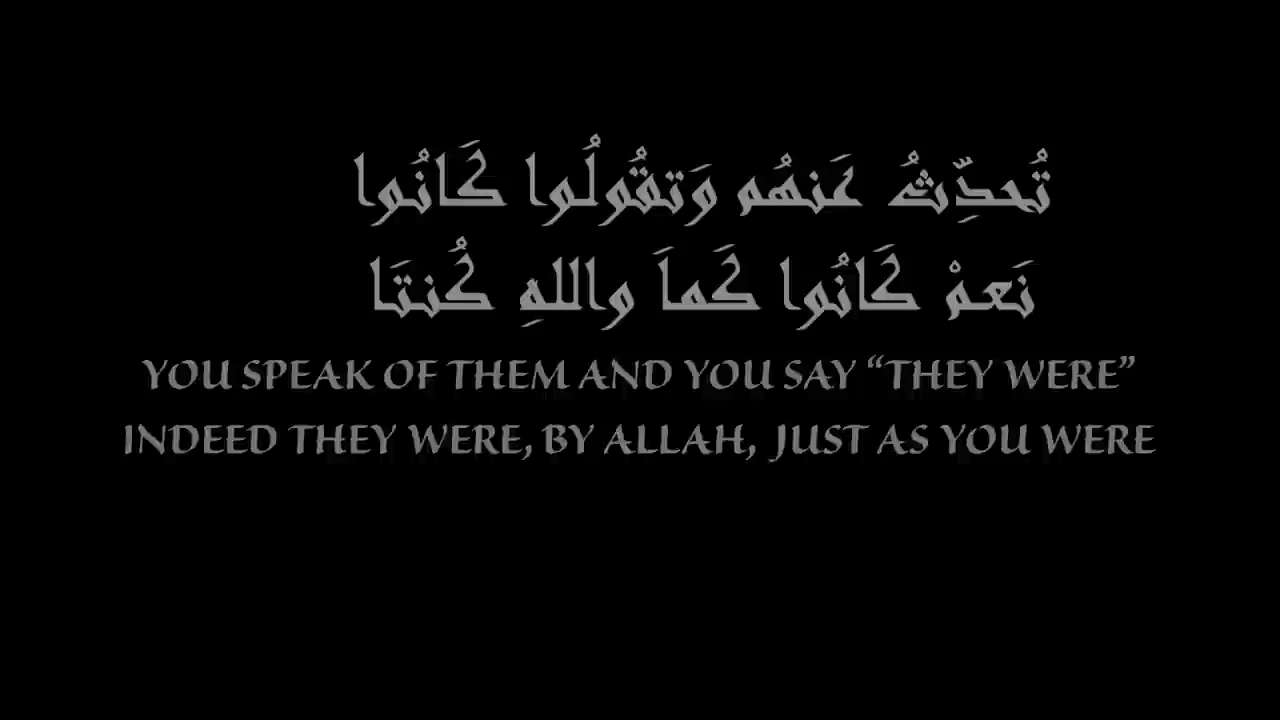 تُحدِّثُ عَنهُم وَتقُولُوا كَانُوا
نَعمْ كَانُوا كَماَ واللهِ كُنتَا
YOU SPEAK OF THEM AND YOU SAY “THEY WERE”
INDEED THEY WERE, BY ALLAH, JUST AS YOU WERE